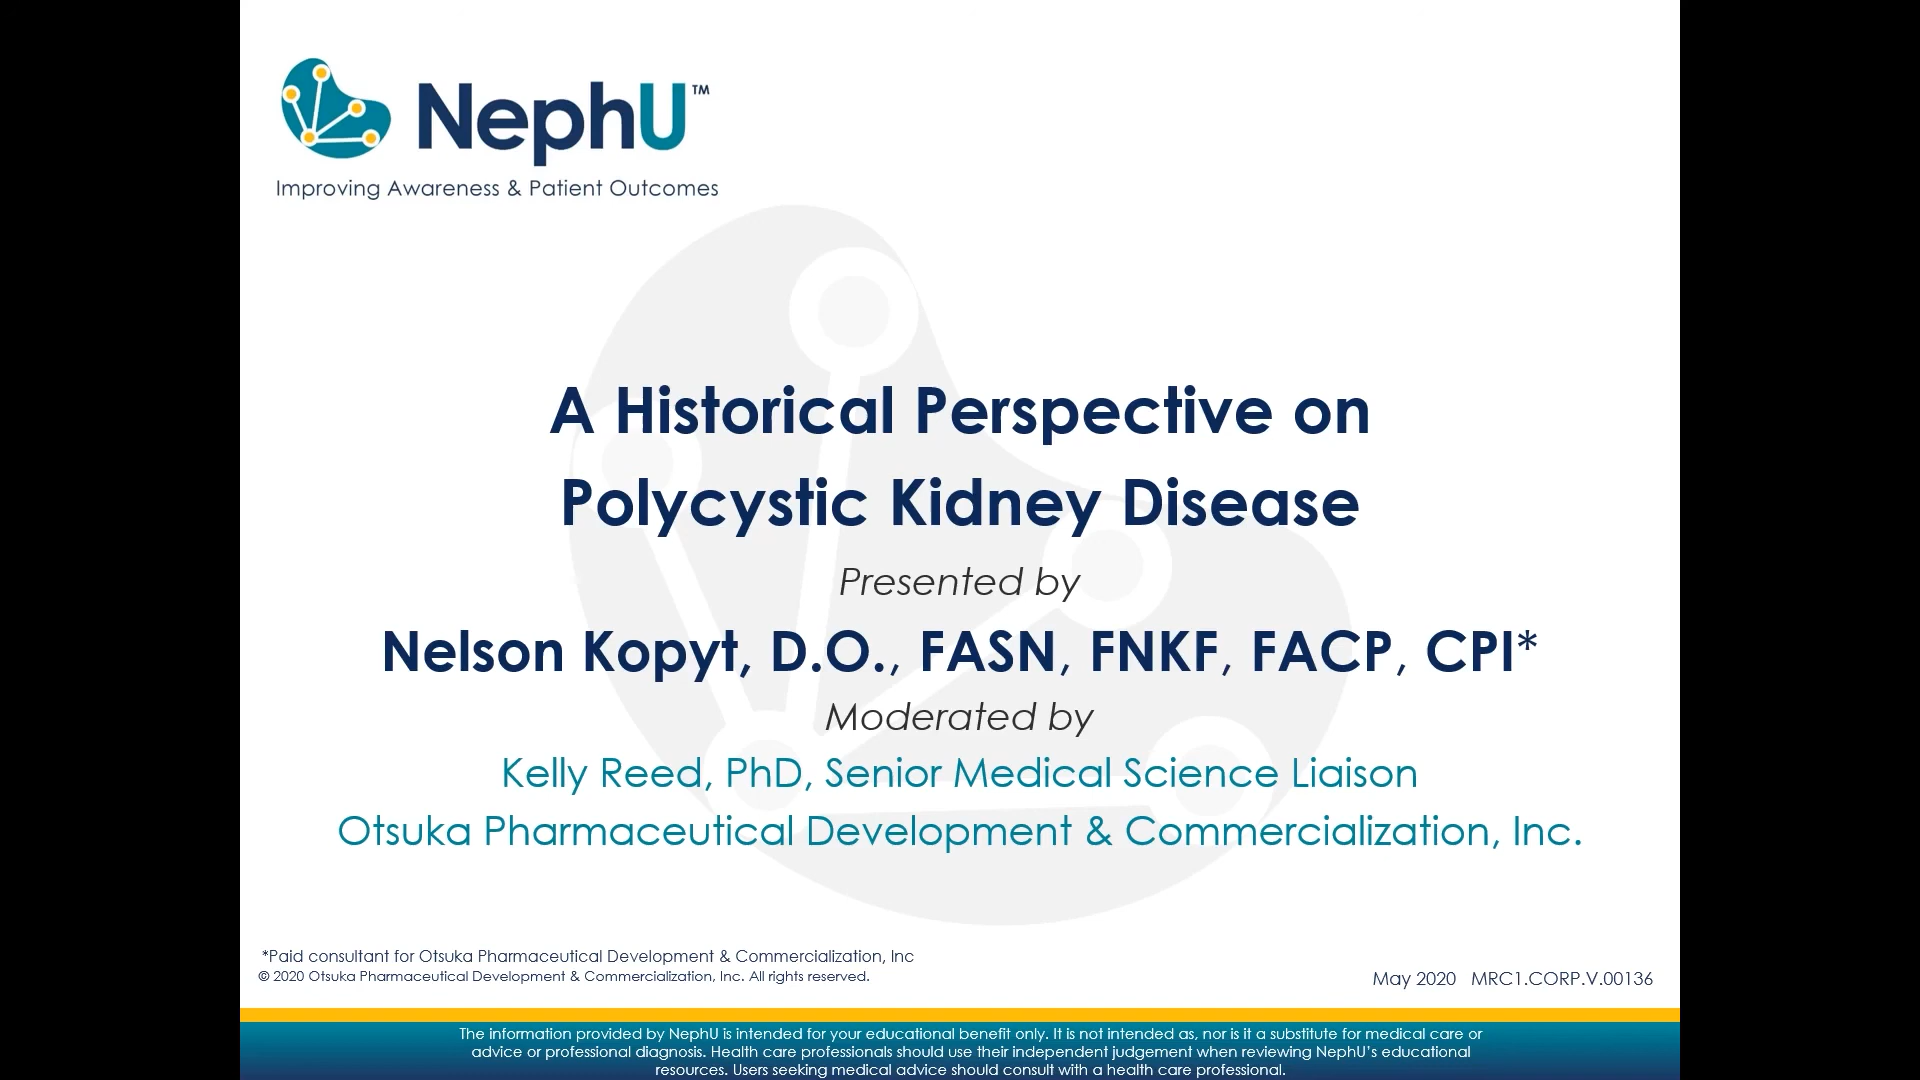 NephU™
Improving Awareness & Patient Outcomes
A Historical Perspective on
Polycystic Kidney Disease
Presented by
Nelson Kopyt, D.O., FASN, FNKF, FACP, CPI*
Moderated by
Kelly Reed, PhD, Senior Medical Science Liaison
Otsuka Pharmaceutical Development & Commercialization, Inc.
*Paid consultant for Otsuka Pharmaceutical Development & Commercialization, Inc
© 2020 Otsuka Pharmaceutical Development & Commercialization, Inc. All rights reserved.
May 2020 MRC1.CORP.V.00136
The information provided by NephU is intended for your educational benefit only. It is not intended as, nor is it a substitute for medical care or
advice or professional diagnosis. Health care professionals should use their independent judgement when reviewing NephU's educational
resources. Users seeking medical advice should consult with a health care professional.